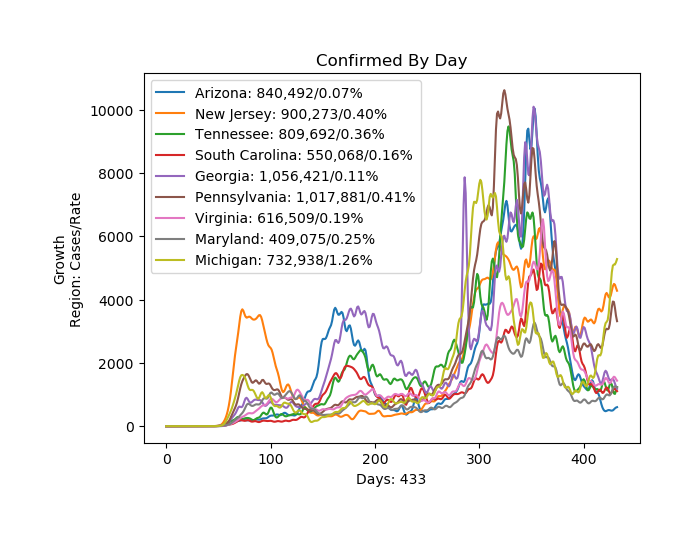 Confirmed By Day
Arizona: 840,492/0.07%
New Jersey: 900,273/0.40%
Tennessee: 809,692/0.36%
South Carolina: 550,068/0.16%
Georgia: 1,056,421/0.11%
Pennsylvania: 1,017,881/0.41%
Virginia: 616,509/0.19%
Maryland: 409,075/0.25%
Michigan: 732,938/1.26%
Growth
Region: Cases/Rate
10000
8000
6000
4000
2000
0
0 100 200 300 400
Days: 433